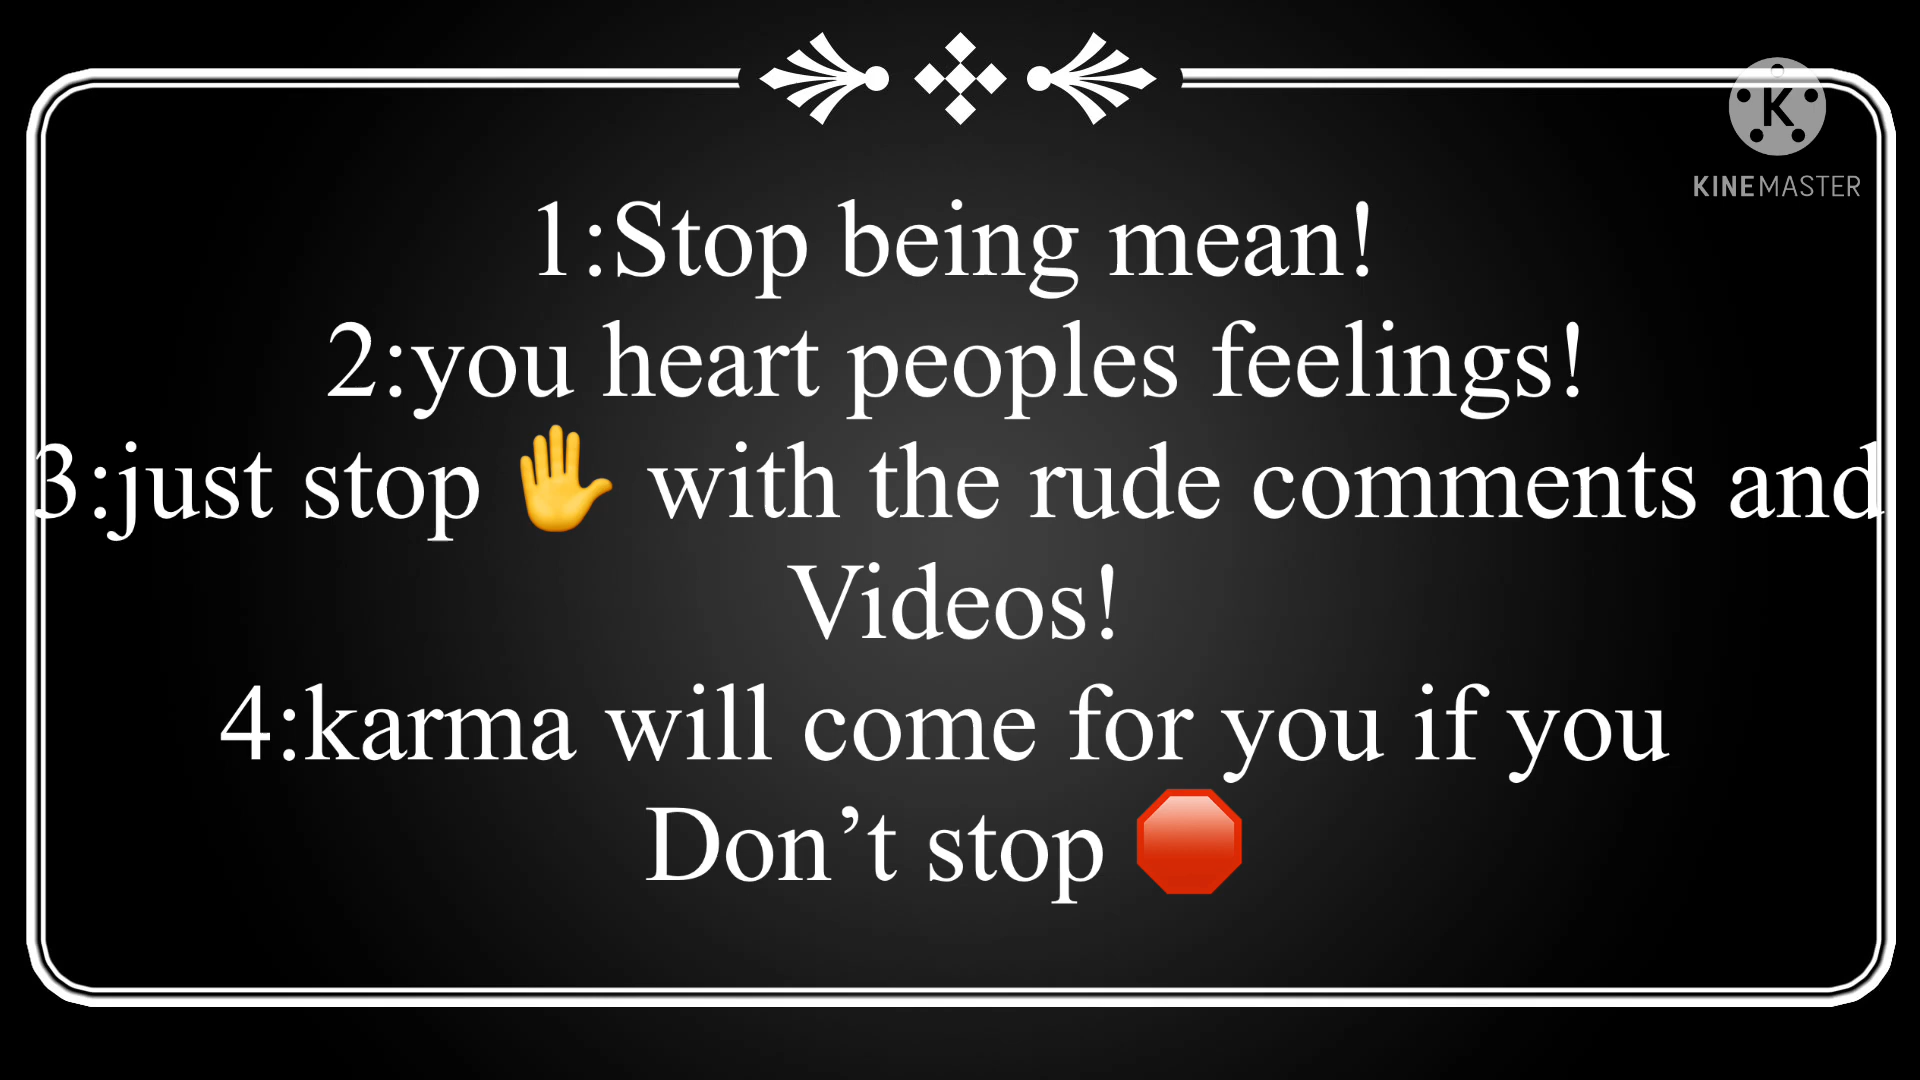 K
KINEMASTER
1:Stop being mean!
2:you heart peoples feelings!
3:just stop ✋ with the rude comments and
Videos!
4:karma will come for you if you
Don’t stop 🛑